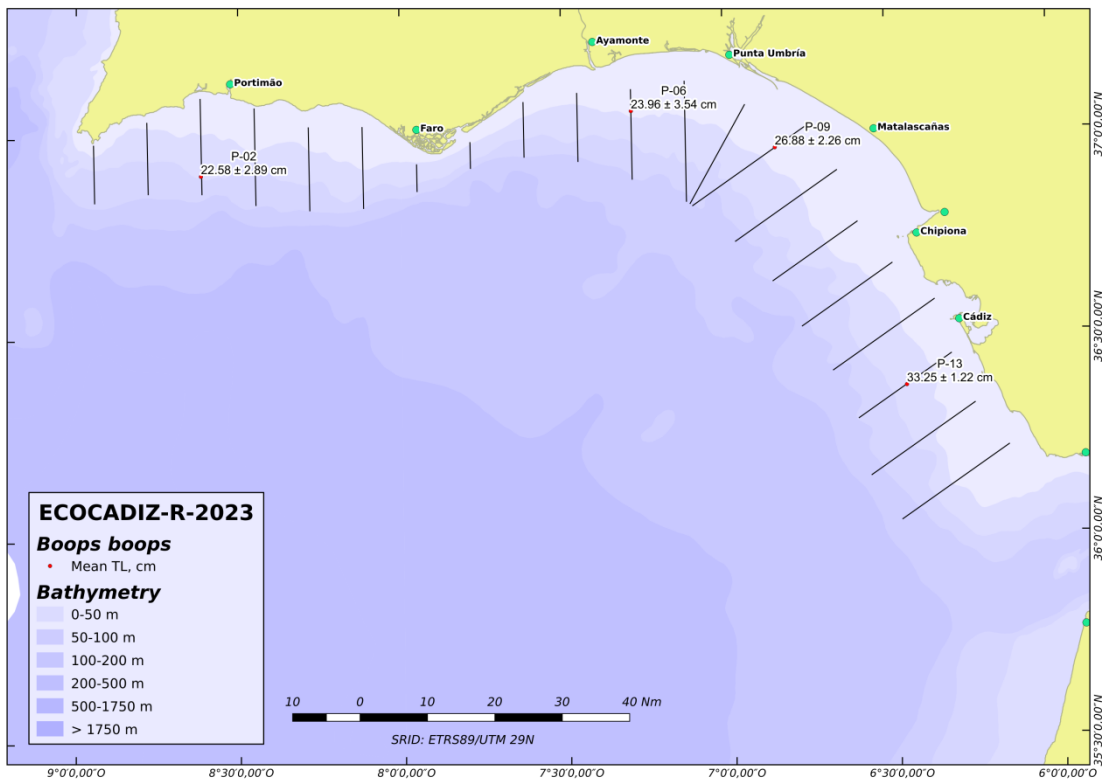 Ayamonte
Punta Umbría
Portimão
P-06
23.96 ± 3.54 cm
37°0'0,00"N
Faro
P-09
26.88 ± 2.26 cm
Matalascañas
P-02
22.58 ± 2.89 cm
Chipiona
Cádiz
36°30'0,00"N
P-13
33.25 ± 1.22 cm
36°0'0,00"N
ECOCADIZ-R-2023
Boops boops
Mean TL, cm
Bathymetry
0-50 m
50-100 m
100-200 m
200-500 m
500-1750 m
> 1750 m
10 0 10 20 30 40 Nm
SRID: ETRS89/UTM 29N
35°30'0,00"N
9°0'0,00"O 8°30'0,00"O 8°0'0,00"O 7°30'0,00"O 7°0'0,00"O 6°30'0,00"O 6°0'0,00"O